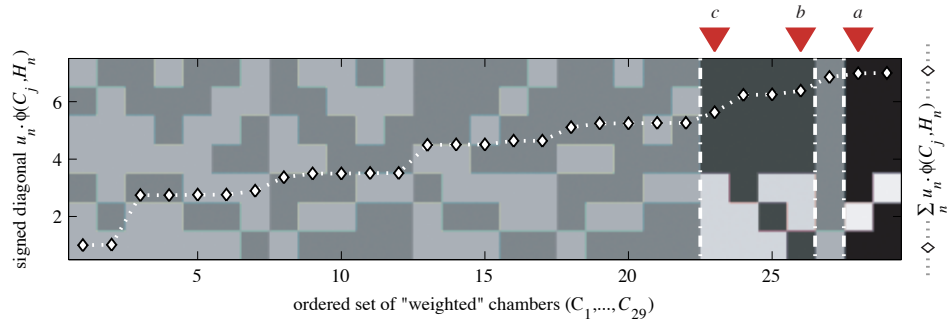 c b a
signed diagonal u_n · ϕ(C_j, H_n)
6
4
2
5 10 15 20 25
ordered set of "weighted" chambers (C_1,...,C_29)
∑_n u_n · ϕ(C_j, H_n)